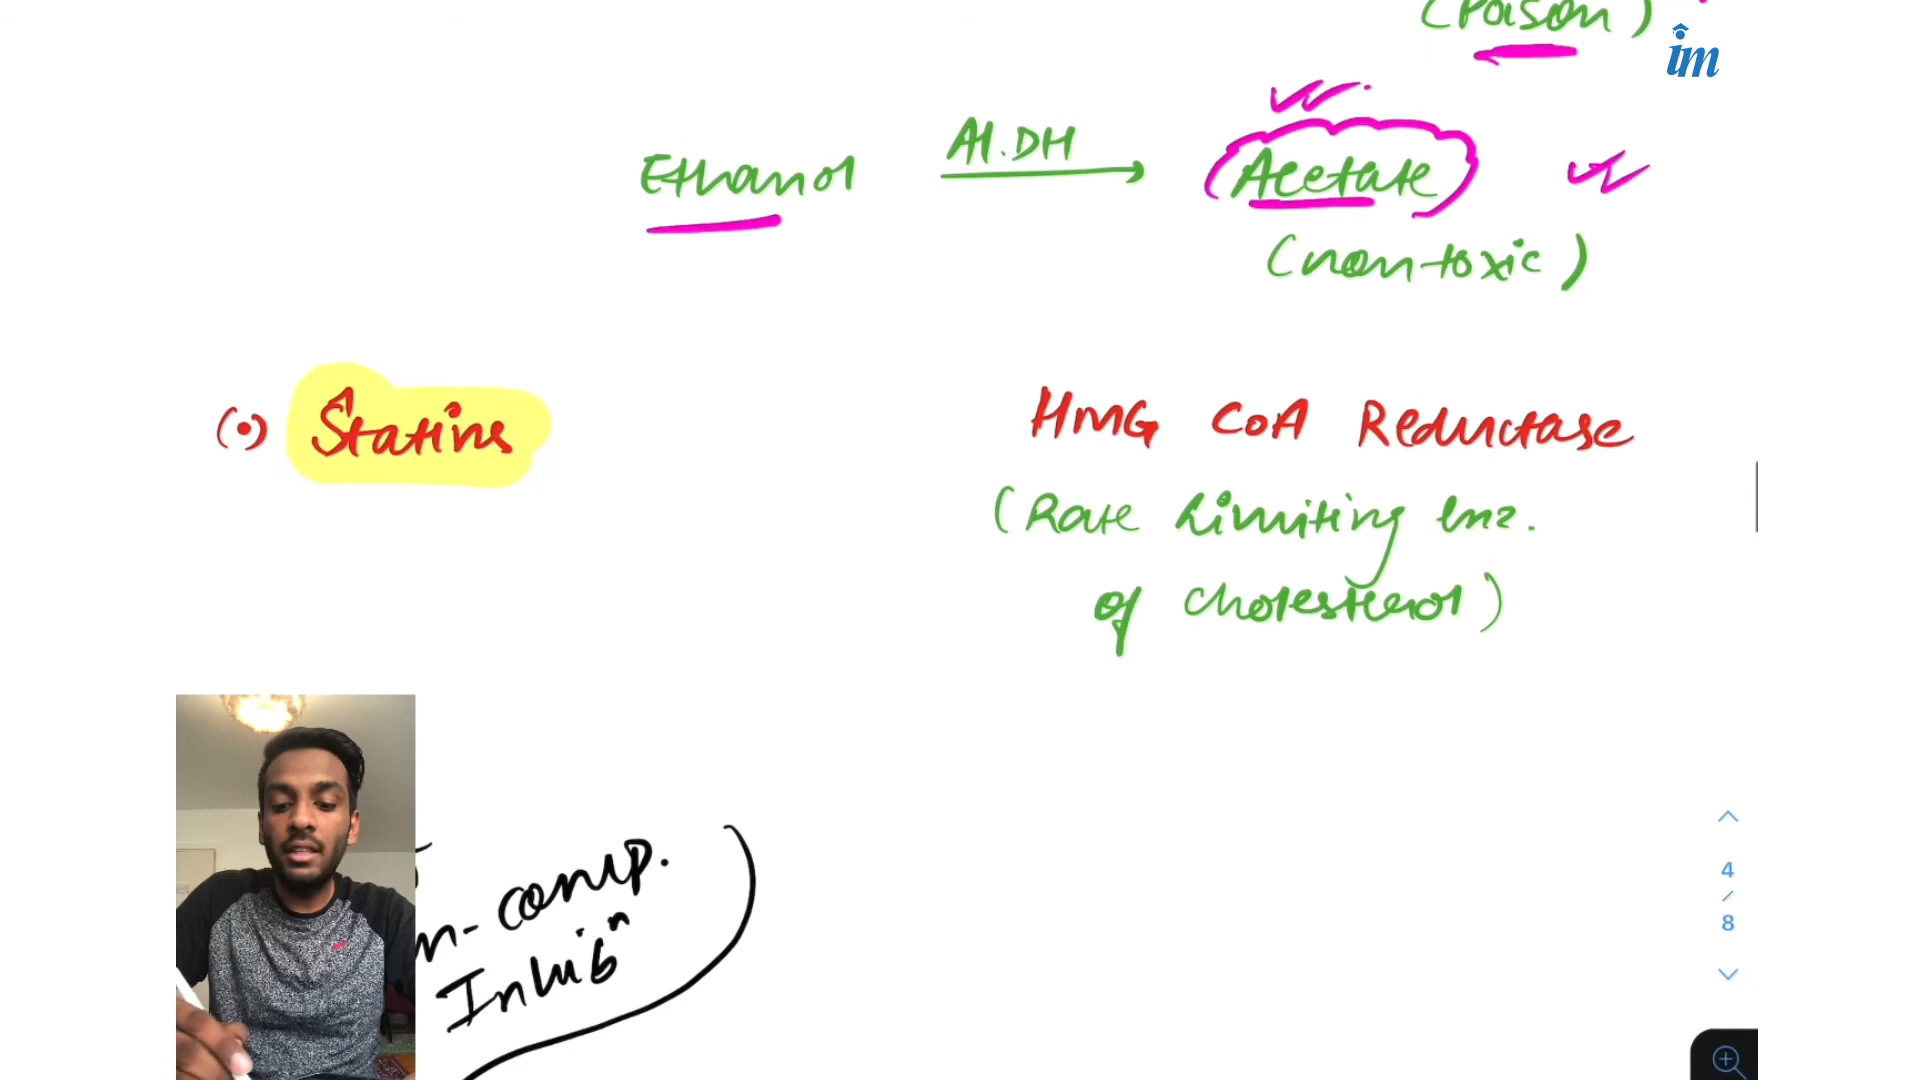 (Poison)
im
Al.DH
Ethanol
Acetate
(non-toxic)
(•) Statins
HMG CoA Reductase
(Rate Limiting Enz.
of Cholesterol)
n-comp.
Inhibⁿ
4
/
8